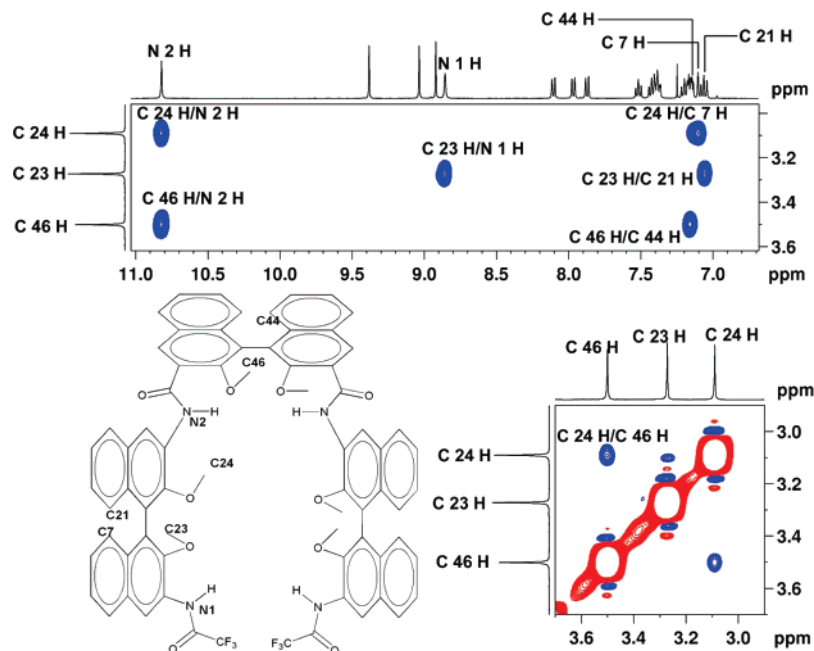 C 44 H
N 2 H
C 7 H
C 21 H
N 1 H
ppm
C 24 H/N 2 H
C 24 H/C 7 H
C 24 H
C 23 H/N 1 H
3.2
C 23 H
C 23 H/C 21 H
C 46 H/N 2 H
3.4
C 46 H
C 46 H/C 44 H
3.6
11.0 10.5 10.0 9.5 9.0 8.5 8.0 7.5 7.0 ppm
C44
C46
O
O
O
O
N H
N2
H N
C24
O
O
C21
C7
C23
O
O
H
N N1
H
N
O
CF3
F3C
O
C 46 H
C 23 H
C 24 H
ppm
C 24 H/C 46 H
3.0
C 24 H
3.2
C 23 H
3.4
C 46 H
3.6
3.6 3.4 3.2 3.0 ppm